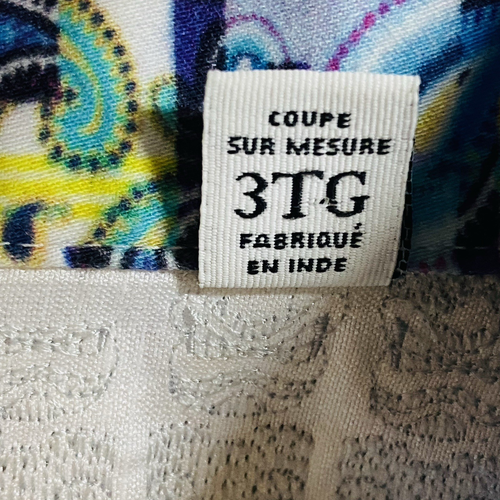 COUPE
SUR MESURE
3TG
FABRIQUÉ
EN INDE